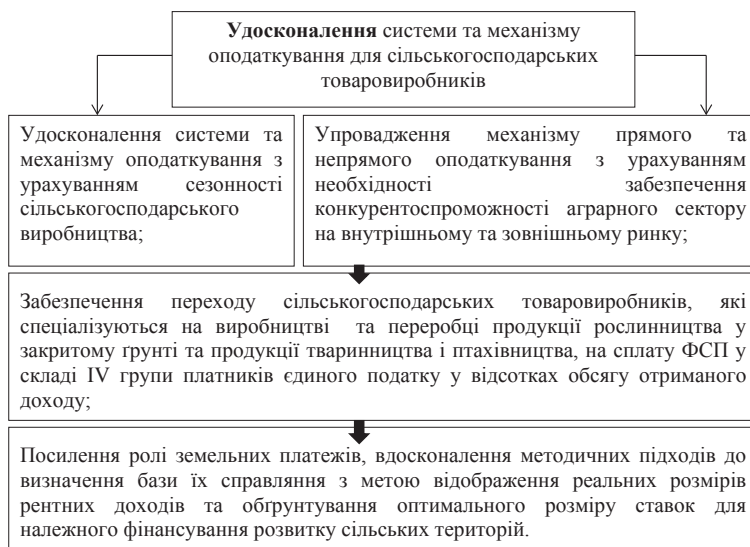 Удосконалення системи та механізму
оподаткування для сільськогосподарських
товаровиробників
Удосконалення системи та
механізму оподаткування з
урахуванням сезонності
сільськогосподарського
виробництва;
Упровадження механізму прямого та
непрямого оподаткування з урахуванням
необхідності забезпечення
конкурентоспроможності аграрного сектору
на внутрішньому та зовнішньому ринку;
Забезпечення переходу сільськогосподарських товаровиробників, які
спеціалізуються на виробництві та переробці продукції рослинництва у
закритому ґрунті та продукції тваринництва і птахівництва, на сплату ФСП у
складі IV групи платників єдиного податку у відсотках обсягу отриманого
доходу;
Посилення ролі земельних платежів, вдосконалення методичних підходів до
визначення бази їх справляння з метою відображення реальних розмірів
рентних доходів та обґрунтування оптимального розміру ставок для
належного фінансування розвитку сільських територій.